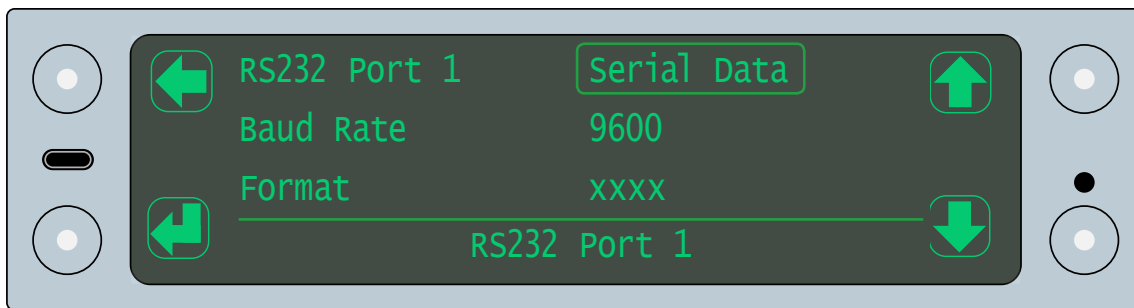 RS232 Port 1 Serial Data
Baud Rate 9600
Format xxxx
RS232 Port 1